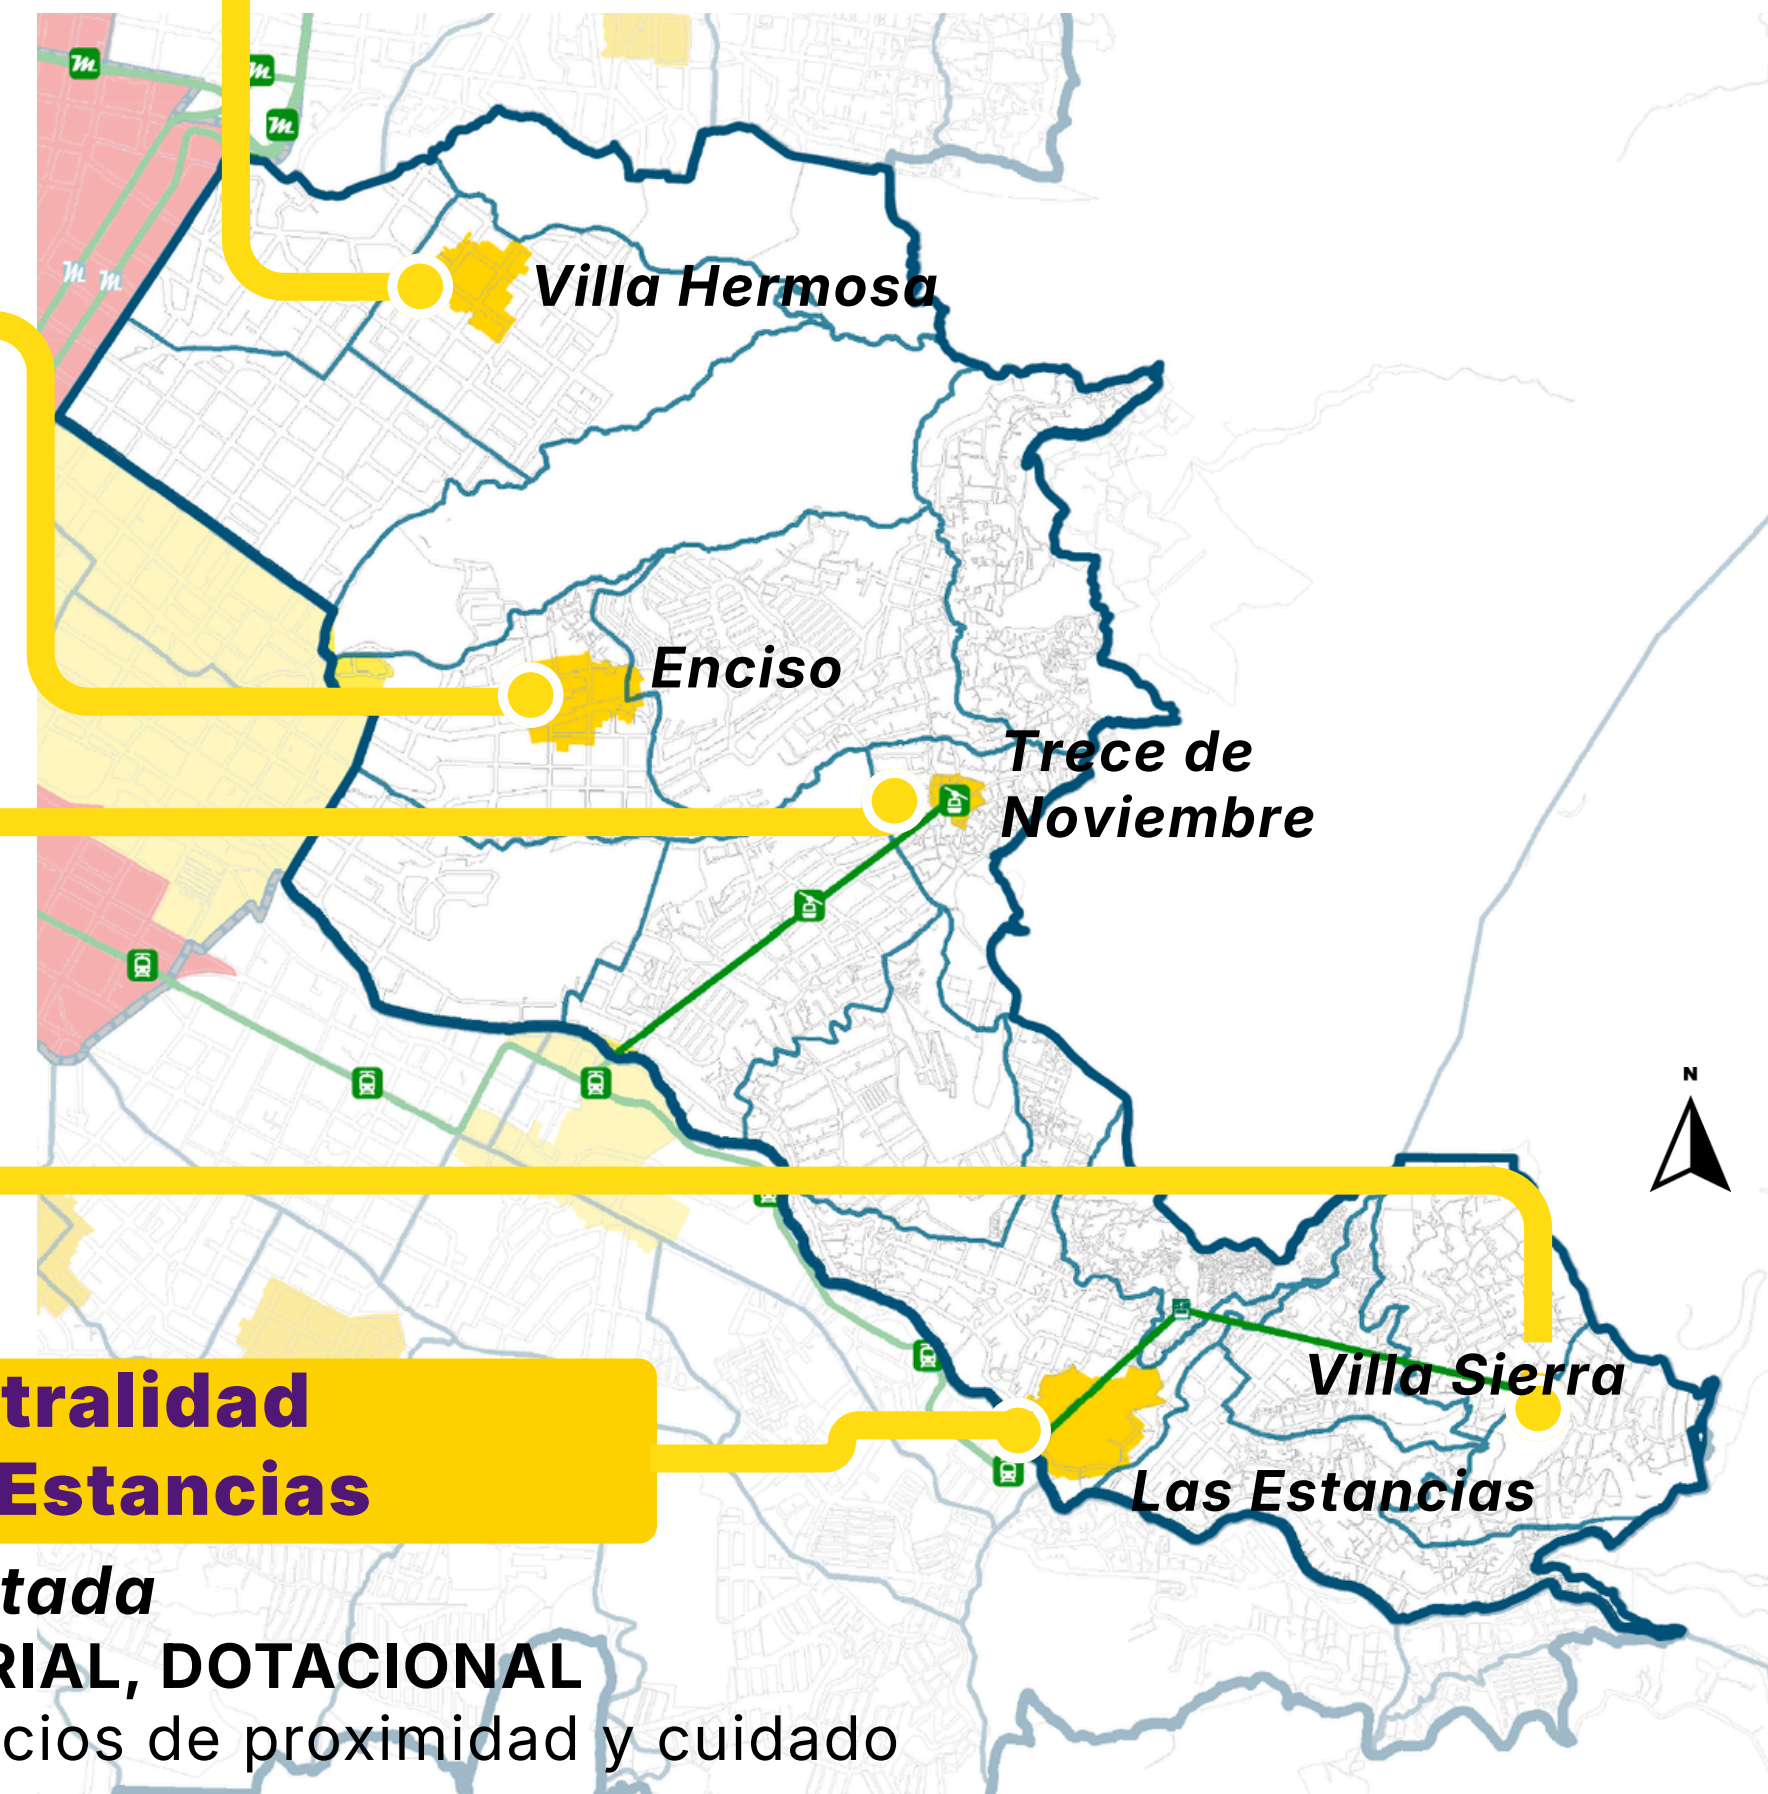 Villa Hermosa
Enciso
Trece de
Noviembre
N
Villa Sierra
Las Estancias
tralidad
Estancias
tada
RIAL, DOTACIONAL
cios de proximidad y cuidado